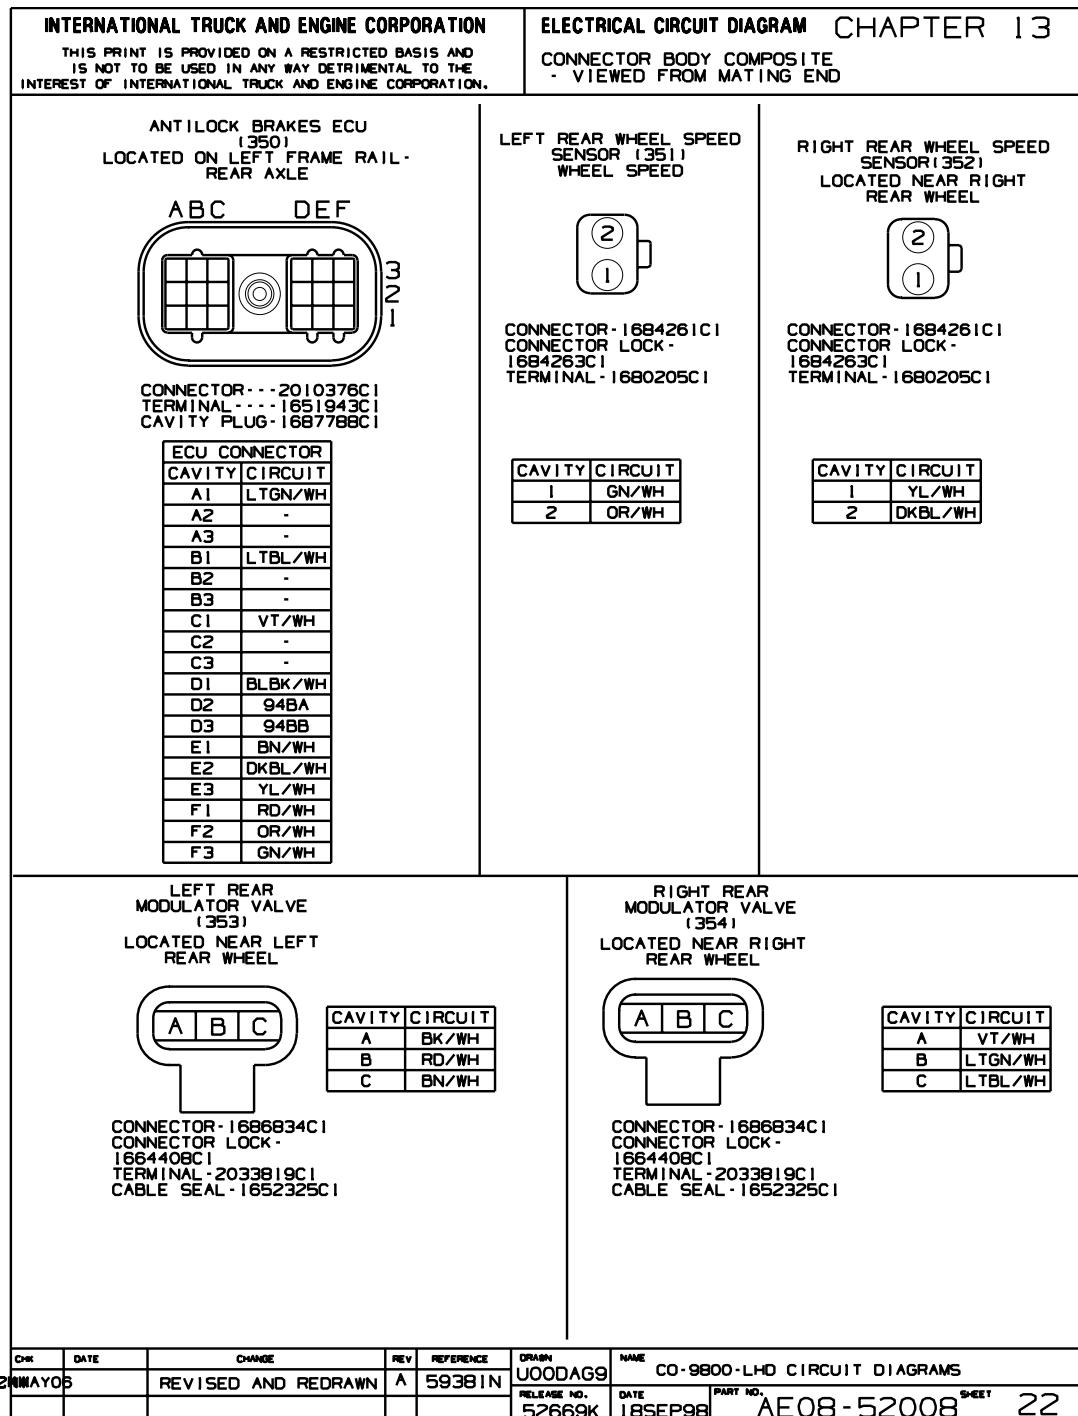 INTERNATIONAL TRUCK AND ENGINE CORPORATION
THIS PRINT IS PROVIDED ON A RESTRICTED BASIS AND
IS NOT TO BE USED IN ANY WAY DETRIMENTAL TO THE
INTEREST OF INTERNATIONAL TRUCK AND ENGINE CORPORATION.
ELECTRICAL CIRCUIT DIAGRAM CHAPTER 13
CONNECTOR BODY COMPOSITE
- VIEWED FROM MATING END
ANTILOCK BRAKES ECU
(350)
LOCATED ON LEFT FRAME RAIL-
REAR AXLE
ABC DEF
3
2
1
CONNECTOR---2010376C1
TERMINAL----1651943C1
CAVITY PLUG-1687788C1
ECU CONNECTOR
CAVITY CIRCUIT
A1 LTGN/WH
A2 -
A3 -
B1 LTBL/WH
B2 -
B3 -
C1 VT/WH
C2 -
C3 -
D1 BLBK/WH
D2 94BA
D3 94BB
E1 BN/WH
E2 DKBL/WH
E3 YL/WH
F1 RD/WH
F2 OR/WH
F3 GN/WH
LEFT REAR WHEEL SPEED
SENSOR (351)
WHEEL SPEED
2
1
CONNECTOR-1684261C1
CONNECTOR LOCK-
1684263C1
TERMINAL-1680205C1
CAVITY CIRCUIT
1 GN/WH
2 OR/WH
RIGHT REAR WHEEL SPEED
SENSOR(352)
LOCATED NEAR RIGHT
REAR WHEEL
2
1
CONNECTOR-1684261C1
CONNECTOR LOCK-
1684263C1
TERMINAL-1680205C1
CAVITY CIRCUIT
1 YL/WH
2 DKBL/WH
LEFT REAR
MODULATOR VALVE
(353)
LOCATED NEAR LEFT
REAR WHEEL
A B C
CAVITY CIRCUIT
A BK/WH
B RD/WH
C BN/WH
CONNECTOR-1686834C1
CONNECTOR LOCK-
1664408C1
TERMINAL-2033819C1
CABLE SEAL-1652325C1
RIGHT REAR
MODULATOR VALVE
(354)
LOCATED NEAR RIGHT
REAR WHEEL
A B C
CAVITY CIRCUIT
A VT/WH
B LTGN/WH
C LTBL/WH
CONNECTOR-1686834C1
CONNECTOR LOCK-
1664408C1
TERMINAL-2033819C1
CABLE SEAL-1652325C1
CHK DATE CHANGE REV REFERENCE
REVISED AND REDRAWN A 59381N
DRAWN U00DAG9
NAME CO-9800-LHD CIRCUIT DIAGRAMS
RELEASE NO. 52669K
DATE 18SEP98
PART NO. AE08-52008
SHEET 22